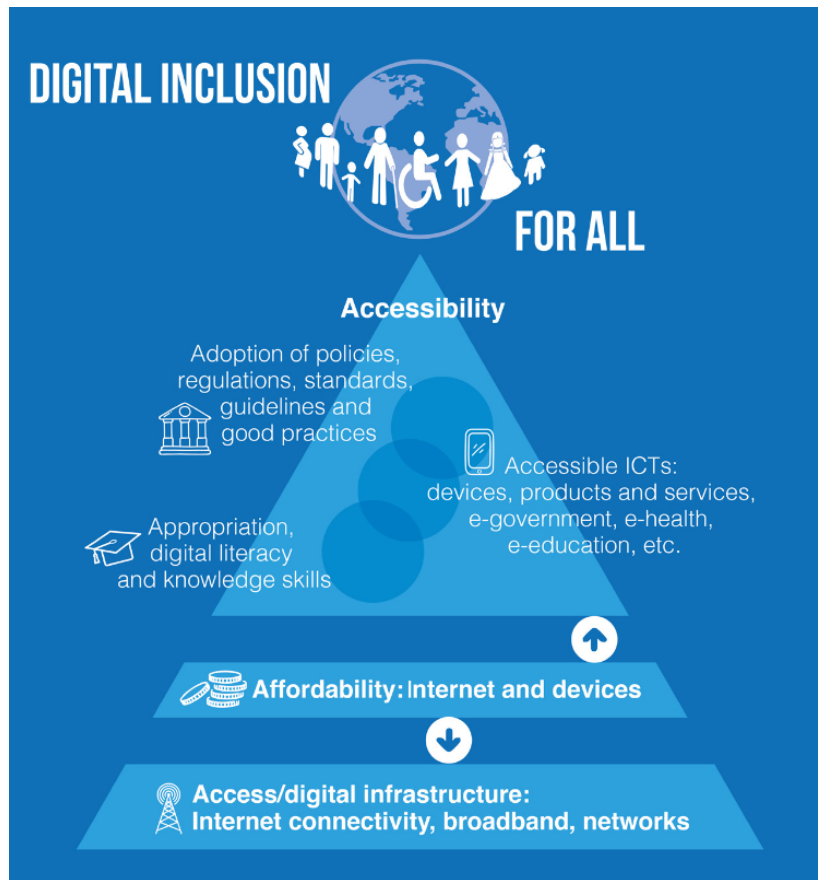 DIGITAL INCLUSION
FOR ALL
Accessibility
Adoption of policies,
regulations, standards,
guidelines and
good practices
Accessible ICTs:
devices, products and services,
e-government, e-health,
e-education, etc.
Appropriation,
digital literacy
and knowledge skills
Affordability: Internet and devices
Access/digital infrastructure:
Internet connectivity, broadband, networks